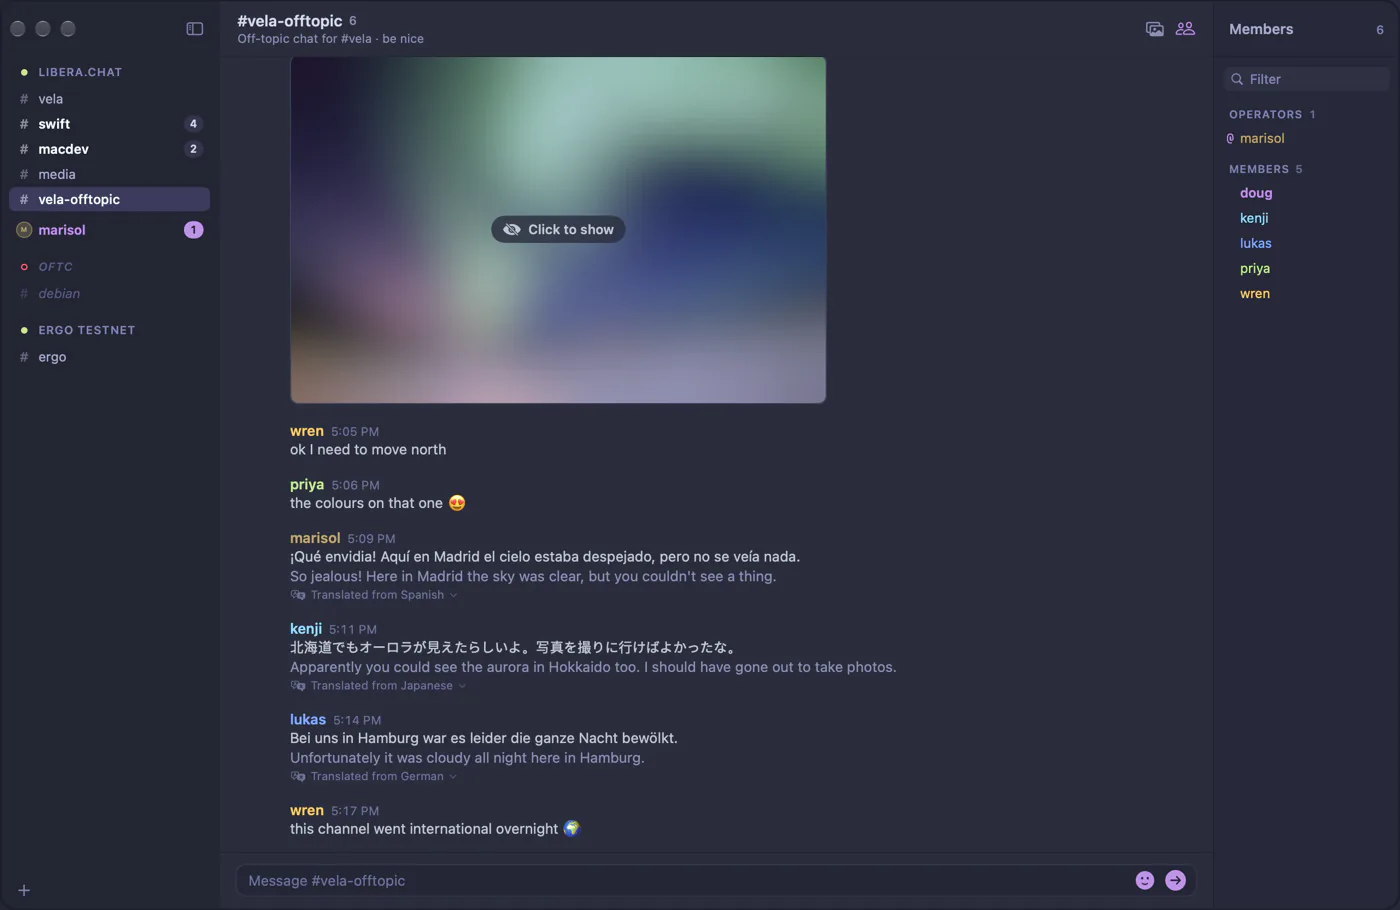 LIBERA.CHAT
# vela
# swift 4
# macdev 2
# media
# vela-offtopic
M marisol 1
OFTC
# debian
ERGO TESTNET
# ergo
#vela-offtopic 6
Off-topic chat for #vela · be nice
Click to show
wren 5:05 PM
ok I need to move north
priya 5:06 PM
the colours on that one 😍
marisol 5:09 PM
¡Qué envidia! Aquí en Madrid el cielo estaba despejado, pero no se veía nada.
So jealous! Here in Madrid the sky was clear, but you couldn't see a thing.
Translated from Spanish
kenji 5:11 PM
北海道でもオーロラが見えたらしいよ。写真を撮りに行けばよかったな。
Apparently you could see the aurora in Hokkaido too. I should have gone out to take photos.
Translated from Japanese
lukas 5:14 PM
Bei uns in Hamburg war es leider die ganze Nacht bewölkt.
Unfortunately it was cloudy all night here in Hamburg.
Translated from German
wren 5:17 PM
this channel went international overnight 🌍
Message #vela-offtopic
Members 6
Filter
OPERATORS 1
@ marisol
MEMBERS 5
doug
kenji
lukas
priya
wren